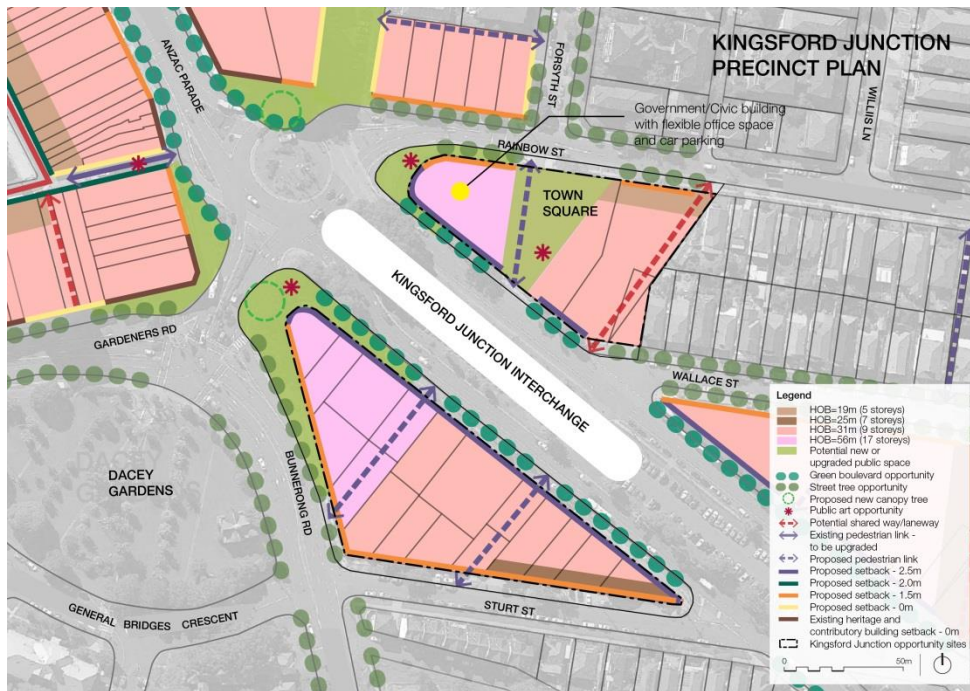 KINGSFORD JUNCTION
PRECINCT PLAN
ANZAC PARADE
FORSYTH ST
WILLIS LN
Government/Civic building
with flexible office space
and car parking
RAINBOW ST
TOWN
SQUARE
KINGSFORD JUNCTION INTERCHANGE
GARDENERS RD
WALLACE ST
DACEY
GARDENS
BUNNERONG RD
STURT ST
GENERAL BRIDGES CRESCENT
Legend
HOB=19m (5 storeys)
HOB=25m (7 storeys)
HOB=31m (9 storeys)
HOB=56m (17 storeys)
Potential new or
upgraded public space
Green boulevard opportunity
Street tree opportunity
Proposed new canopy tree
Public art opportunity
Potential shared way/laneway
Existing pedestrian link -
to be upgraded
Proposed pedestrian link
Proposed setback - 2.5m
Proposed setback - 2.0m
Proposed setback - 1.5m
Proposed setback - 0m
Existing heritage and
contributory building setback - 0m
Kingsford Junction opportunity sites
0 50m